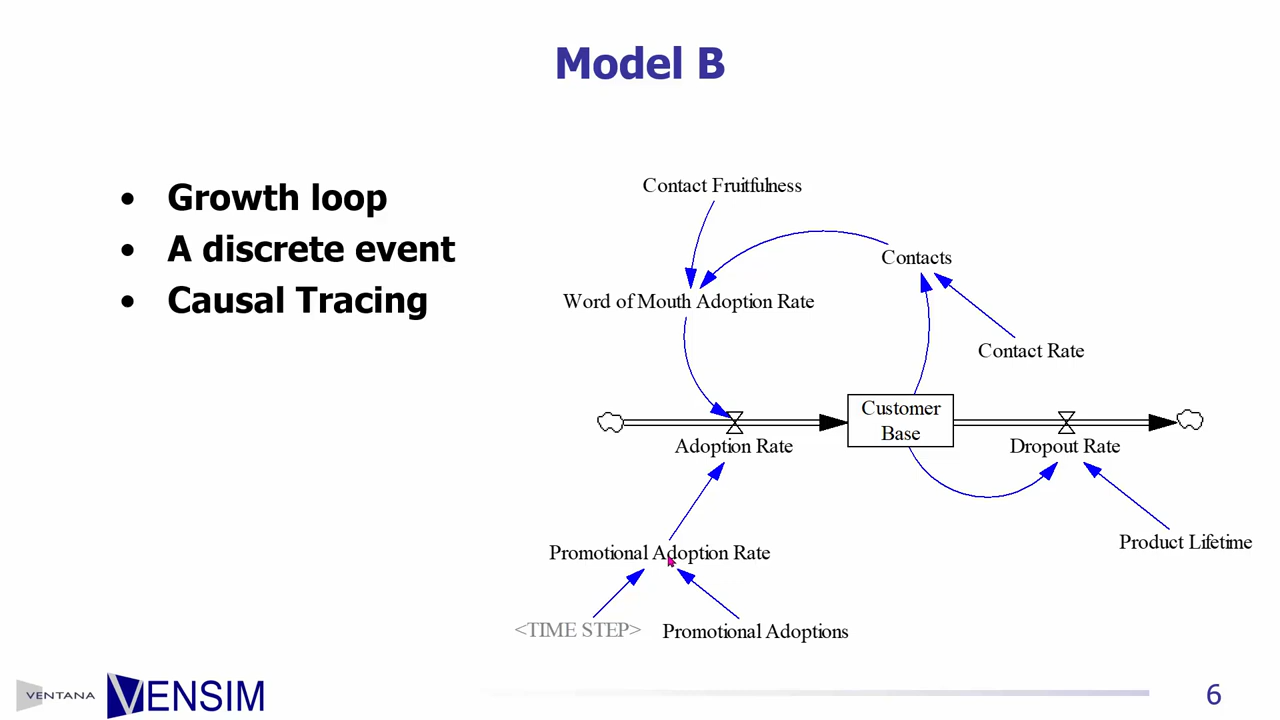 Model B
• Growth loop
• A discrete event
• Causal Tracing
Contact Fruitfulness
Contacts
Word of Mouth Adoption Rate
Contact Rate
Customer
Base
Adoption Rate
Dropout Rate
Promotional Adoption Rate
Product Lifetime
<TIME STEP>
Promotional Adoptions
VENTANA VENSIM
6